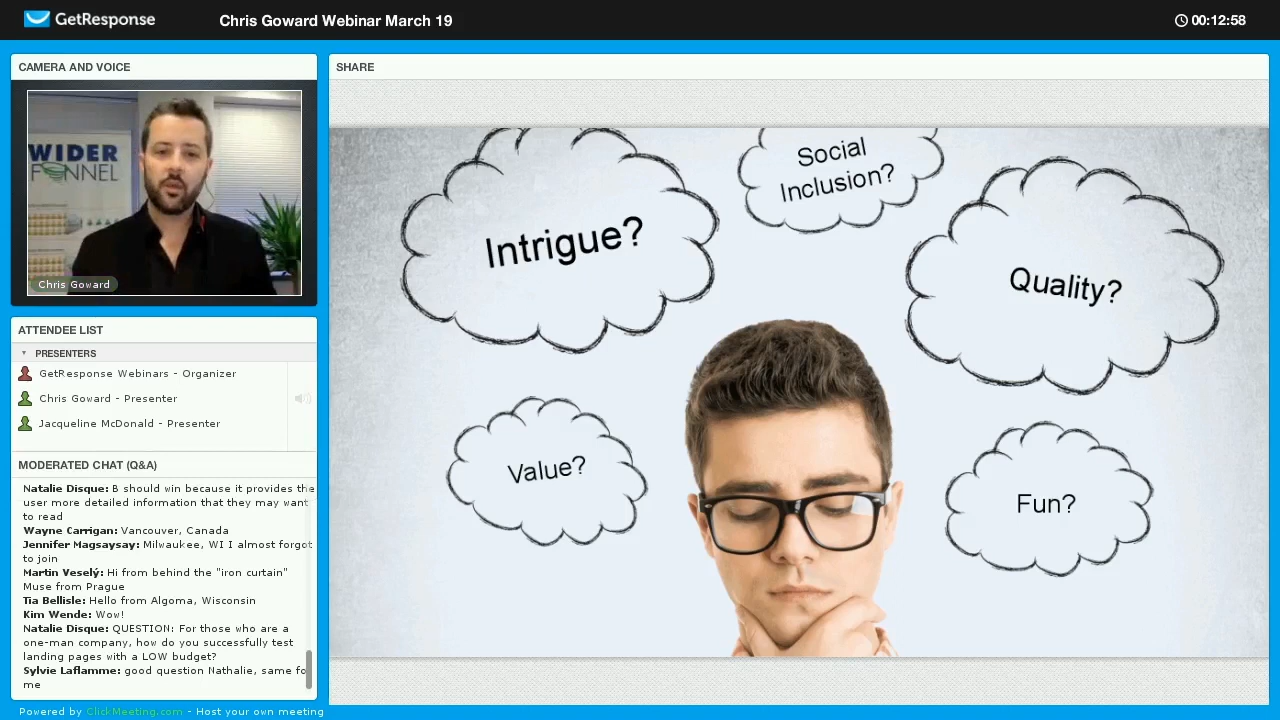 GetResponse
Chris Goward Webinar March 19
00:12:58
CAMERA AND VOICE
WIDER
FUNNEL
Chris Goward
ATTENDEE LIST
PRESENTERS
GetResponse Webinars - Organizer
Chris Goward - Presenter
Jacqueline McDonald - Presenter
MODERATED CHAT (Q&A)
Natalie Disque: B should win because it provides the
user more detailed information that they may want
to read
Wayne Carrigan: Vancouver, Canada
Jennifer Magsaysay: Milwaukee, WI I almost forgot
to join
Martin Veselý: Hi from behind the "iron curtain"
Muse from Prague
Tia Bellisle: Hello from Algoma, Wisconsin
Kim Wende: Wow!
Natalie Disque: QUESTION: For those who are a
one-man company, how do you successfully test
landing pages with a LOW budget?
Sylvie Laflamme: good question Nathalie, same fo
me
Powered by ClickMeeting.com - Host your own meeting
SHARE
Social
Inclusion?
Intrigue?
Quality?
Value?
Fun?